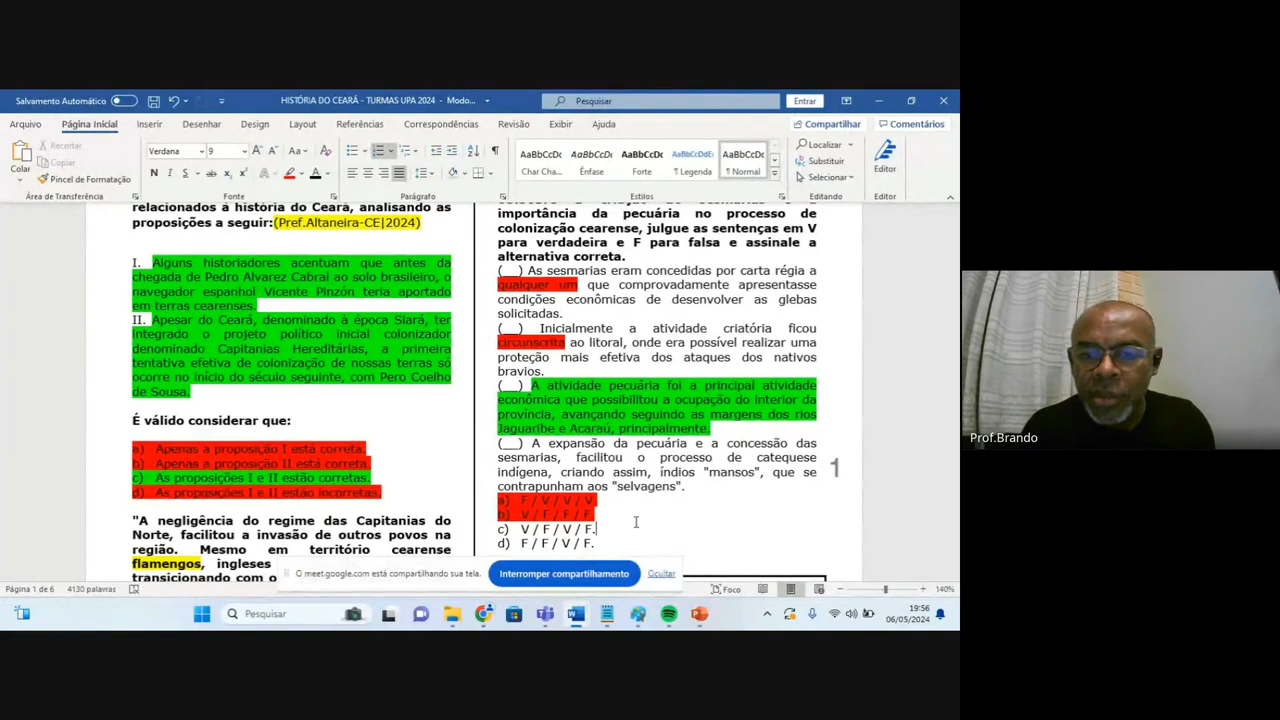 Salvamento Automático
HISTÓRIA DO CEARÁ - TURMAS UPA 2024 - Modo...
Pesquisar
Entrar
Arquivo
Página Inicial
Inserir
Desenhar
Design
Layout
Referências
Correspondências
Revisão
Exibir
Ajuda
Compartilhar
Comentários
Colar
Recortar
Copiar
Pincel de Formatação
Área de Transferência
Verdana
9
Fonte
Parágrafo
AaBbCcDc
Char Cha...
AaBbCcDc
Ênfase
AaBbCcDc
Forte
AaBbCcDdEe
¶ Legenda
AaBbCcDc
¶ Normal
Estilos
Localizar
Substituir
Selecionar
Editando
Editor
Editor
relacionados à história do Ceará, analisando as
proposições a seguir:(Pref.Altaneira-CE|2024)
I. Alguns historiadores acentuam que antes da
chegada de Pedro Alvarez Cabral ao solo brasileiro, o
navegador espanhol Vicente Pinzón teria aportado
em terras cearenses.
II. Apesar do Ceará, denominado à época Siará, ter
integrado o projeto político inicial colonizador
denominado Capitanias Hereditárias, a primeira
tentativa efetiva de colonização de nossas terras só
ocorre no início do século seguinte, com Pero Coelho
de Sousa.
É válido considerar que:
a) Apenas a proposição I está correta.
b) Apenas a proposição II está correta.
c) As proposições I e II estão corretas.
d) As proposições I e II estão incorretas.
"A negligência do regime das Capitanias do
Norte, facilitou a invasão de outros povos na
região. Mesmo em território cearense
flamengos, ingleses
transicionando com o
importância da pecuária no processo de
colonização cearense, julgue as sentenças em V
para verdadeira e F para falsa e assinale a
alternativa correta.
(__) As sesmarias eram concedidas por carta régia a
qualquer um que comprovadamente apresentasse
condições econômicas de desenvolver as glebas
solicitadas.
(__) Inicialmente a atividade criatória ficou
circunscrita ao litoral, onde era possível realizar uma
proteção mais efetiva dos ataques dos nativos
bravios.
(__) A atividade pecuária foi a principal atividade
econômica que possibilitou a ocupação do interior da
província, avançando seguindo as margens dos rios
Jaguaribe e Acaraú, principalmente.
(__) A expansão da pecuária e a concessão das
sesmarias, facilitou o processo de catequese
indígena, criando assim, índios "mansos", que se
contrapunham aos "selvagens".
a) F / V / V / V.
b) V / F / F / F.
c) V / F / V / F.
d) F / F / V / F.
1
O meet.google.com está compartilhando sua tela.
Interromper compartilhamento
Ocultar
Página 1 de 6
4130 palavras
Foco
140%
Pesquisar
19:56
06/05/2024
Prof.Brando